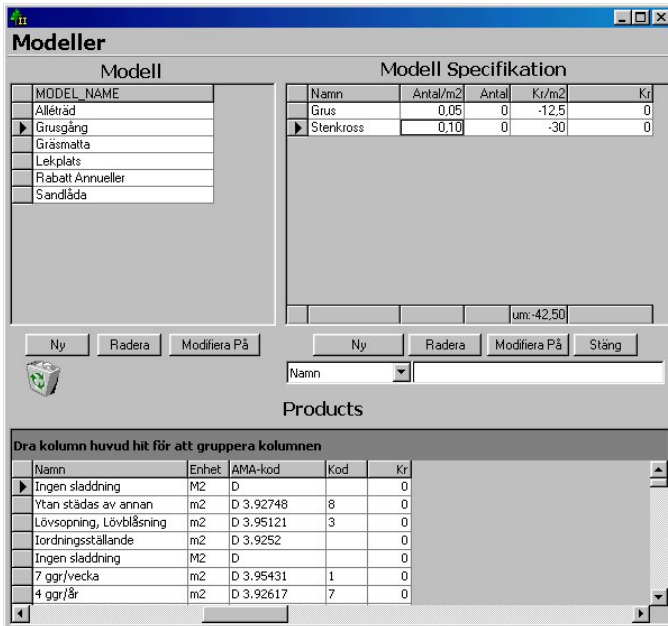 II
Modeller
Modell
Modell Specifikation
MODEL_NAME
Alléträd
Grusgång
Gräsmatta
Lekplats
Rabatt Annueller
Sandlåda
Namn Antal/m2 Antal Kr/m2 Kr
Grus 0,05 0 -12,5 0
Stenkross 0,10 0 -30 0
um:-42,50
Ny Radera Modifiera På
Ny Radera Modifiera På Stäng
Namn
Products
Dra kolumn huvud hit för att gruppera kolumnen
Namn Enhet AMA-kod Kod Kr
Ingen sladdning M2 D 0
Ytan städas av annan m2 D 3.92748 8 0
Lövsopning, Lövblåsning m2 D 3.95121 3 0
Iordningsställande m2 D 3.9252 0
Ingen sladdning M2 D 0
7 ggr/vecka m2 D 3.95431 1 0
4 ggr/år m2 D 3.92617 7 0